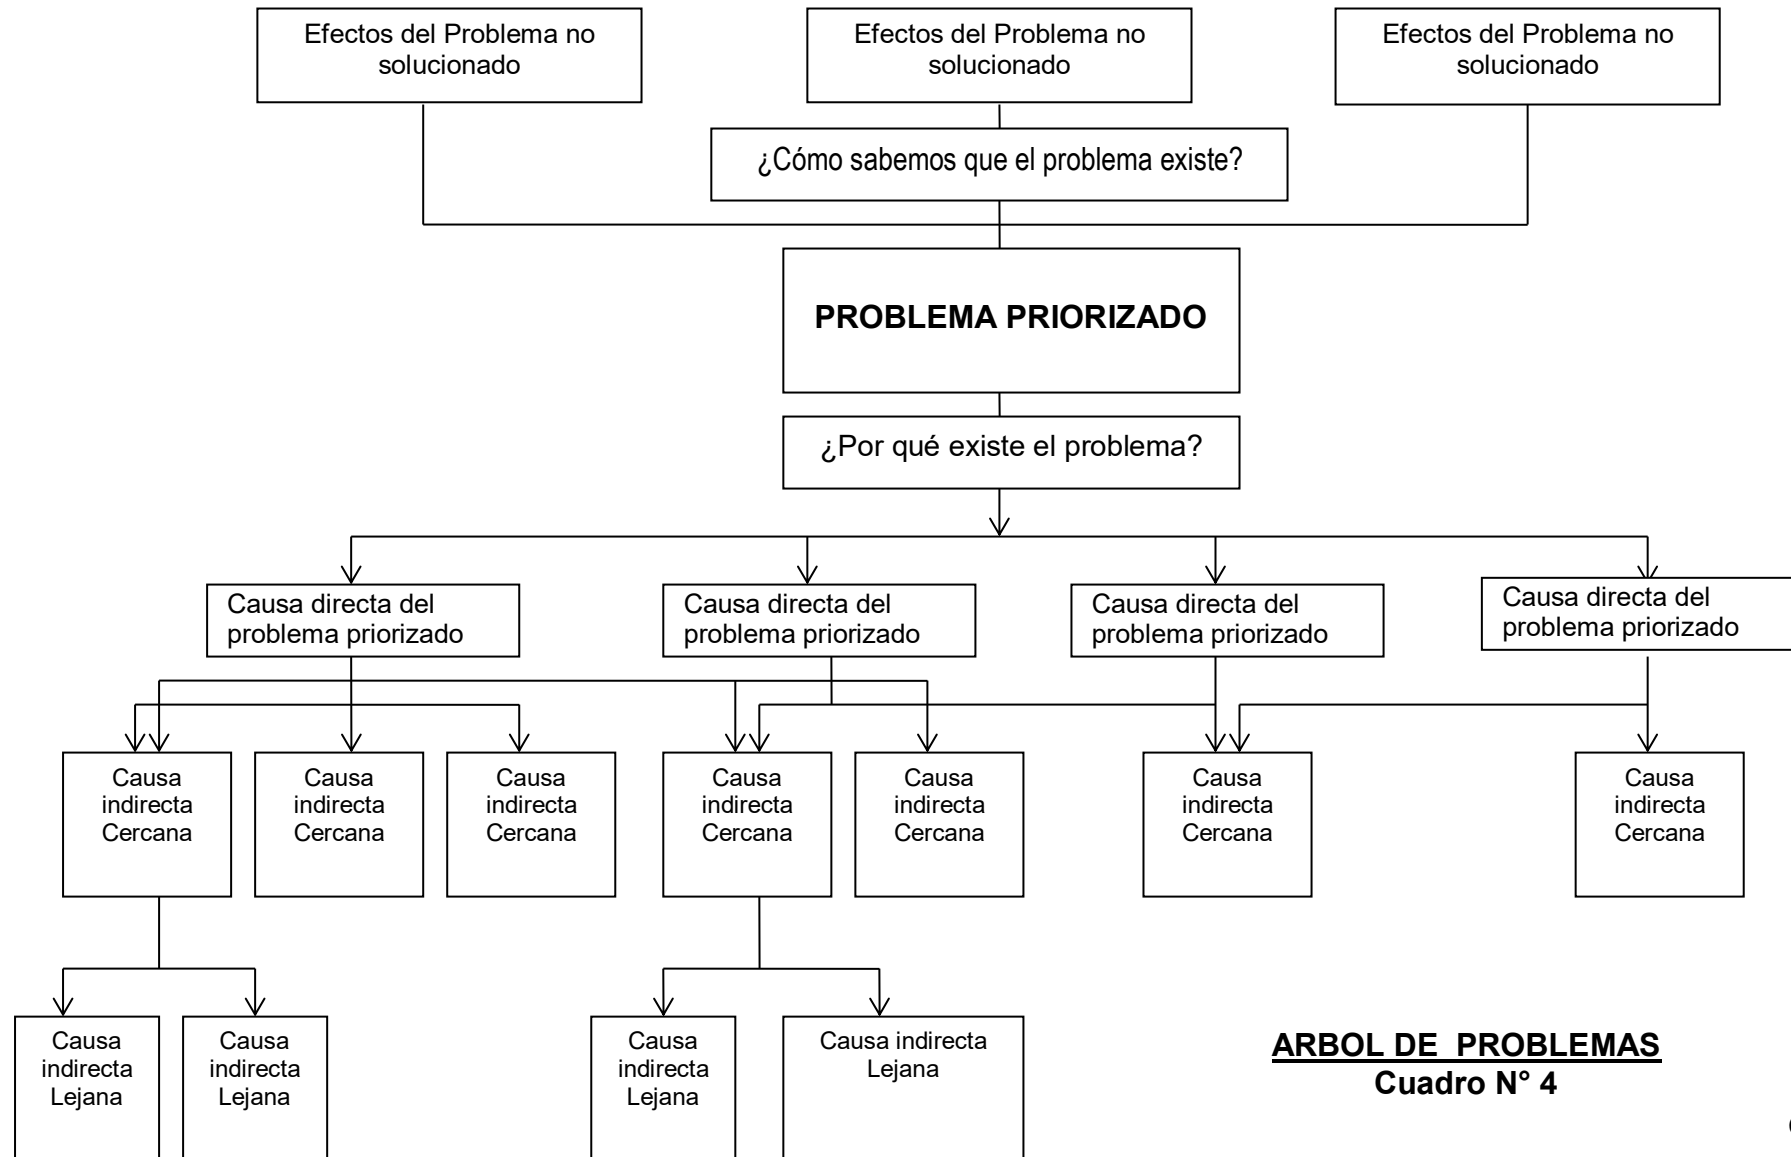 Efectos del Problema no
solucionado
Efectos del Problema no
solucionado
Efectos del Problema no
solucionado
¿Cómo sabemos que el problema existe?
PROBLEMA PRIORIZADO
¿Por qué existe el problema?
Causa directa del
problema priorizado
Causa directa del
problema priorizado
Causa directa del
problema priorizado
Causa directa del
problema priorizado
Causa
indirecta
Cercana
Causa
indirecta
Cercana
Causa
indirecta
Cercana
Causa
indirecta
Cercana
Causa
indirecta
Cercana
Causa
indirecta
Cercana
Causa
indirecta
Cercana
Causa
indirecta
Lejana
Causa
indirecta
Lejana
Causa
indirecta
Lejana
Causa indirecta
Lejana
ARBOL DE PROBLEMAS
Cuadro N° 4